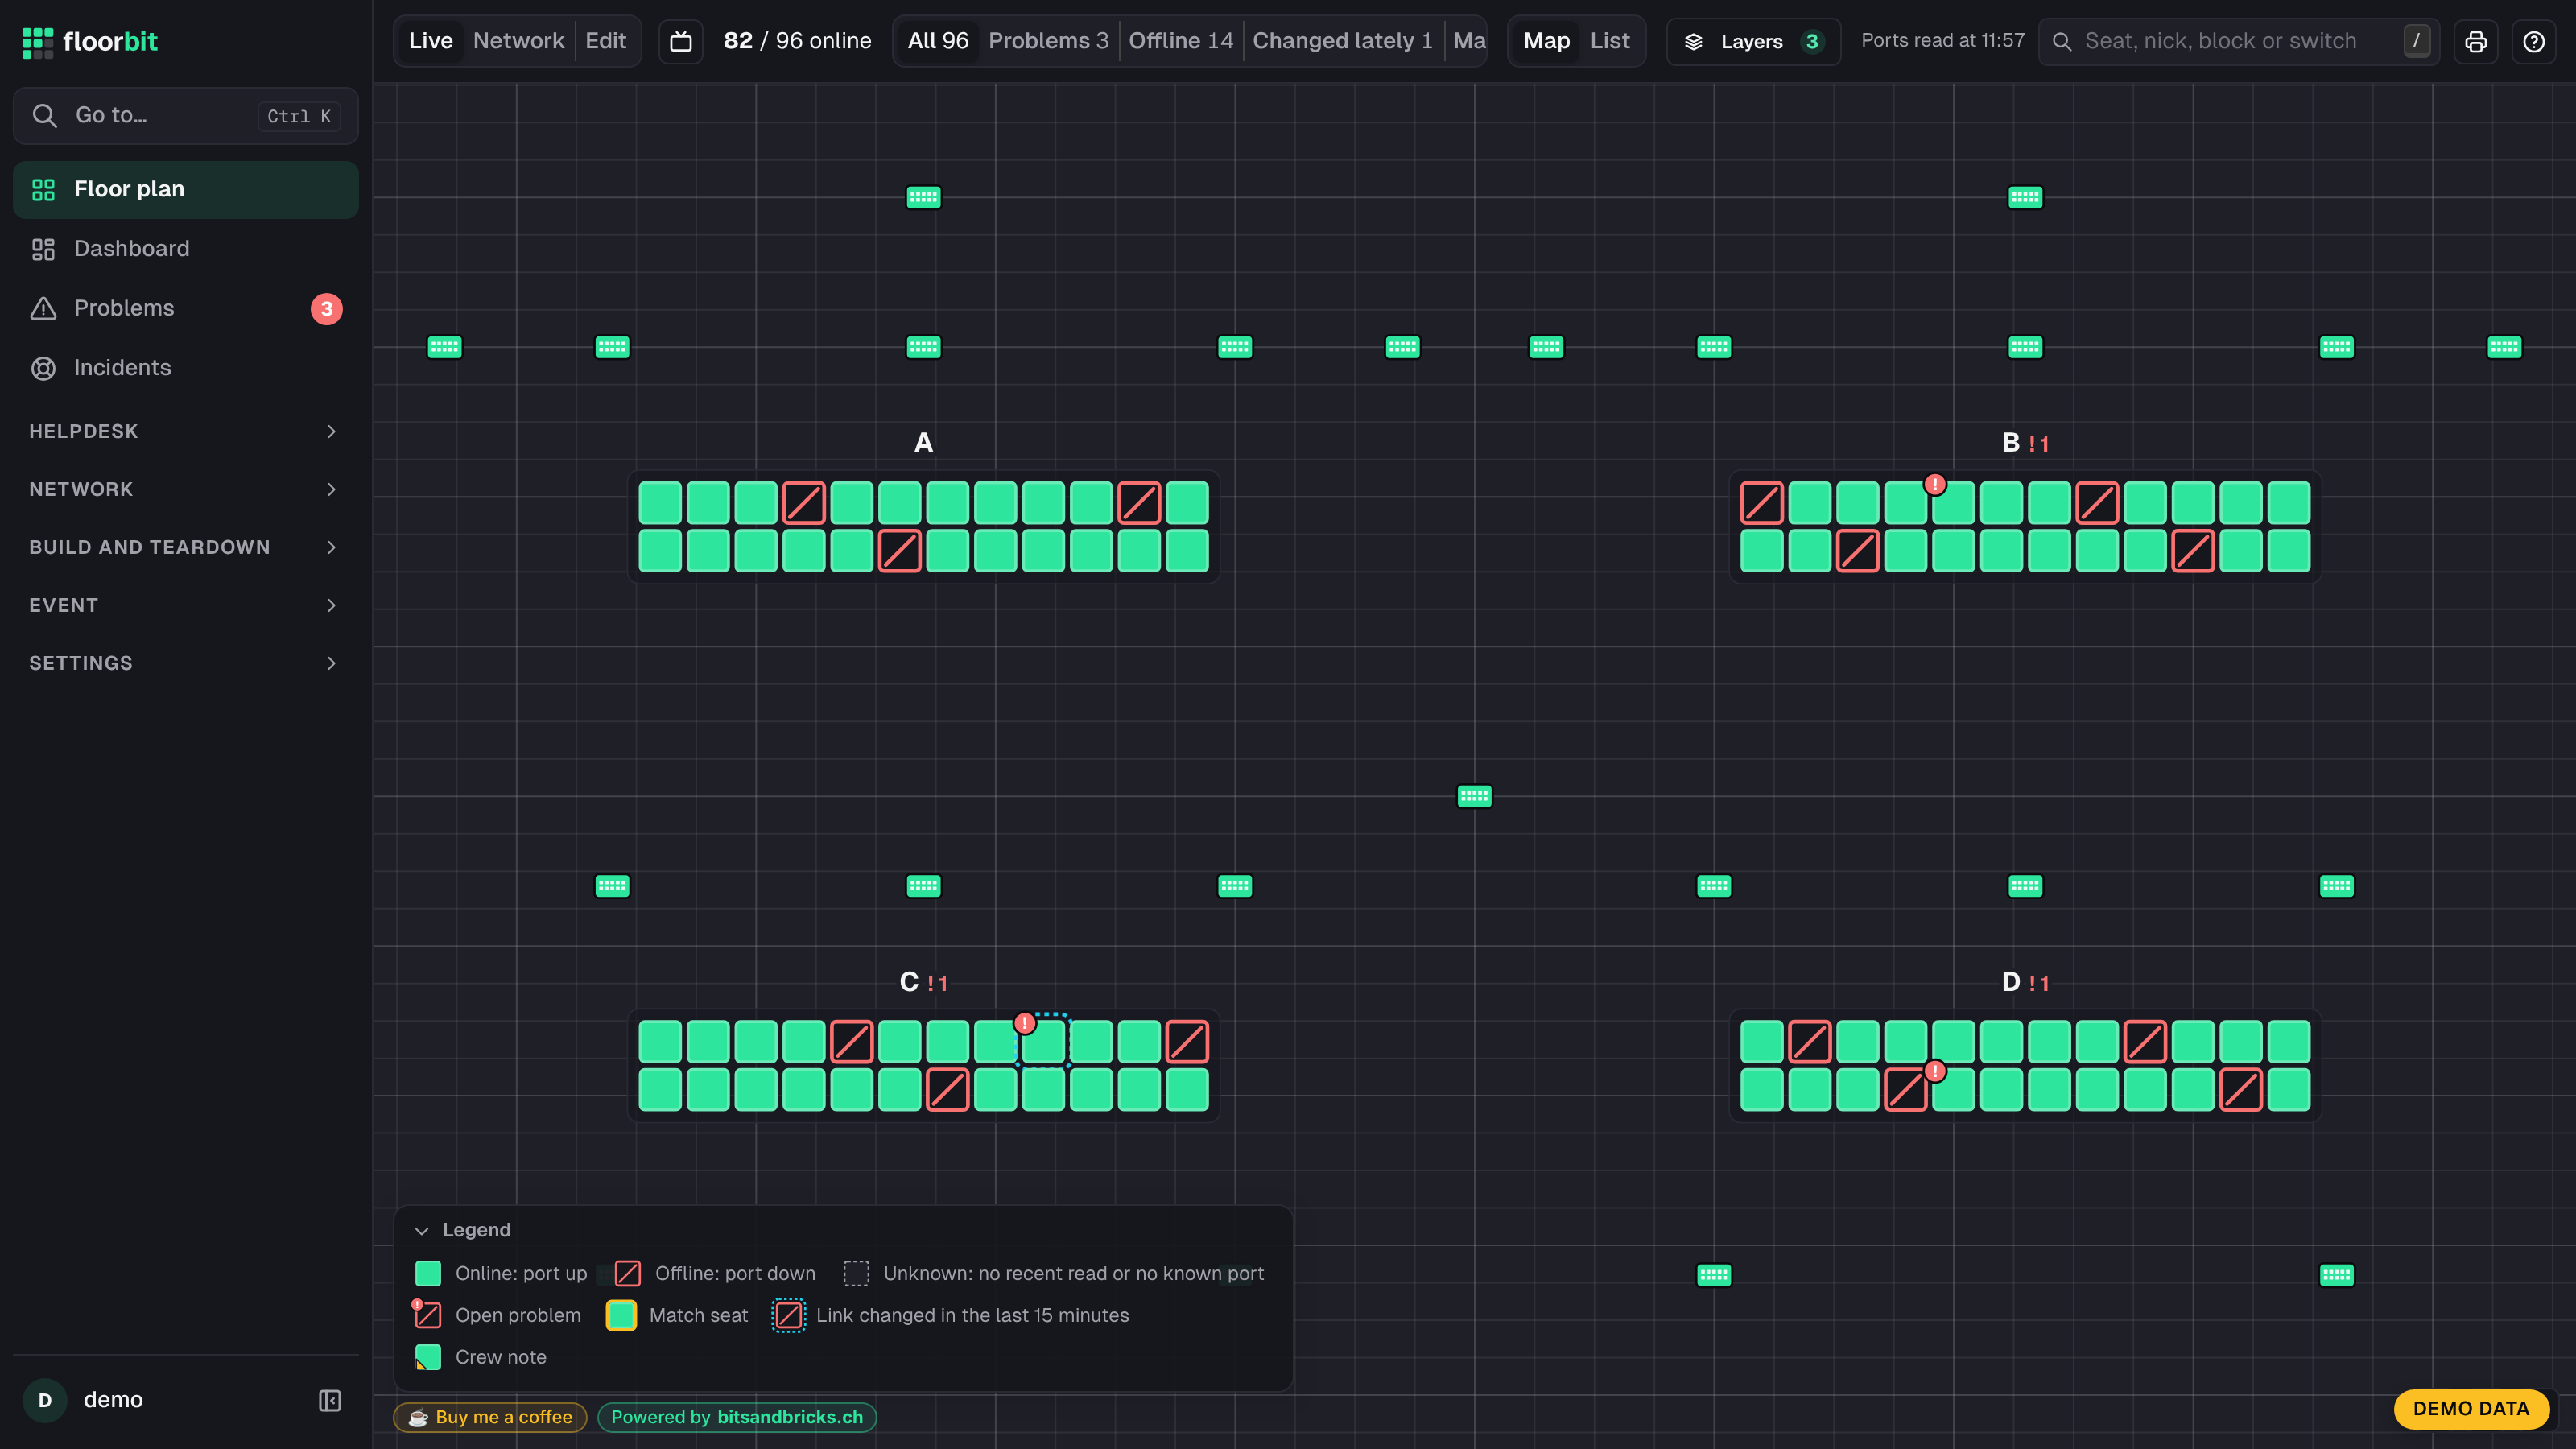 floorbit
Go to...
Ctrl K
Floor plan
Dashboard
Problems
3
Incidents
HELPDESK
NETWORK
BUILD AND TEARDOWN
EVENT
SETTINGS
D
demo
Live
Network
Edit
82 / 96 online
All 96
Problems 3
Offline 14
Changed lately 1
Ma
Map
List
Layers 3
Ports read at 11:57
Seat, nick, block or switch
/
A
B !1
!
C !1
!
D !1
!
Legend
Online: port up
Offline: port down
Unknown: no recent read or no known port
Open problem
Match seat
Link changed in the last 15 minutes
Crew note
Buy me a coffee
Powered by bitsandbricks.ch
DEMO DATA